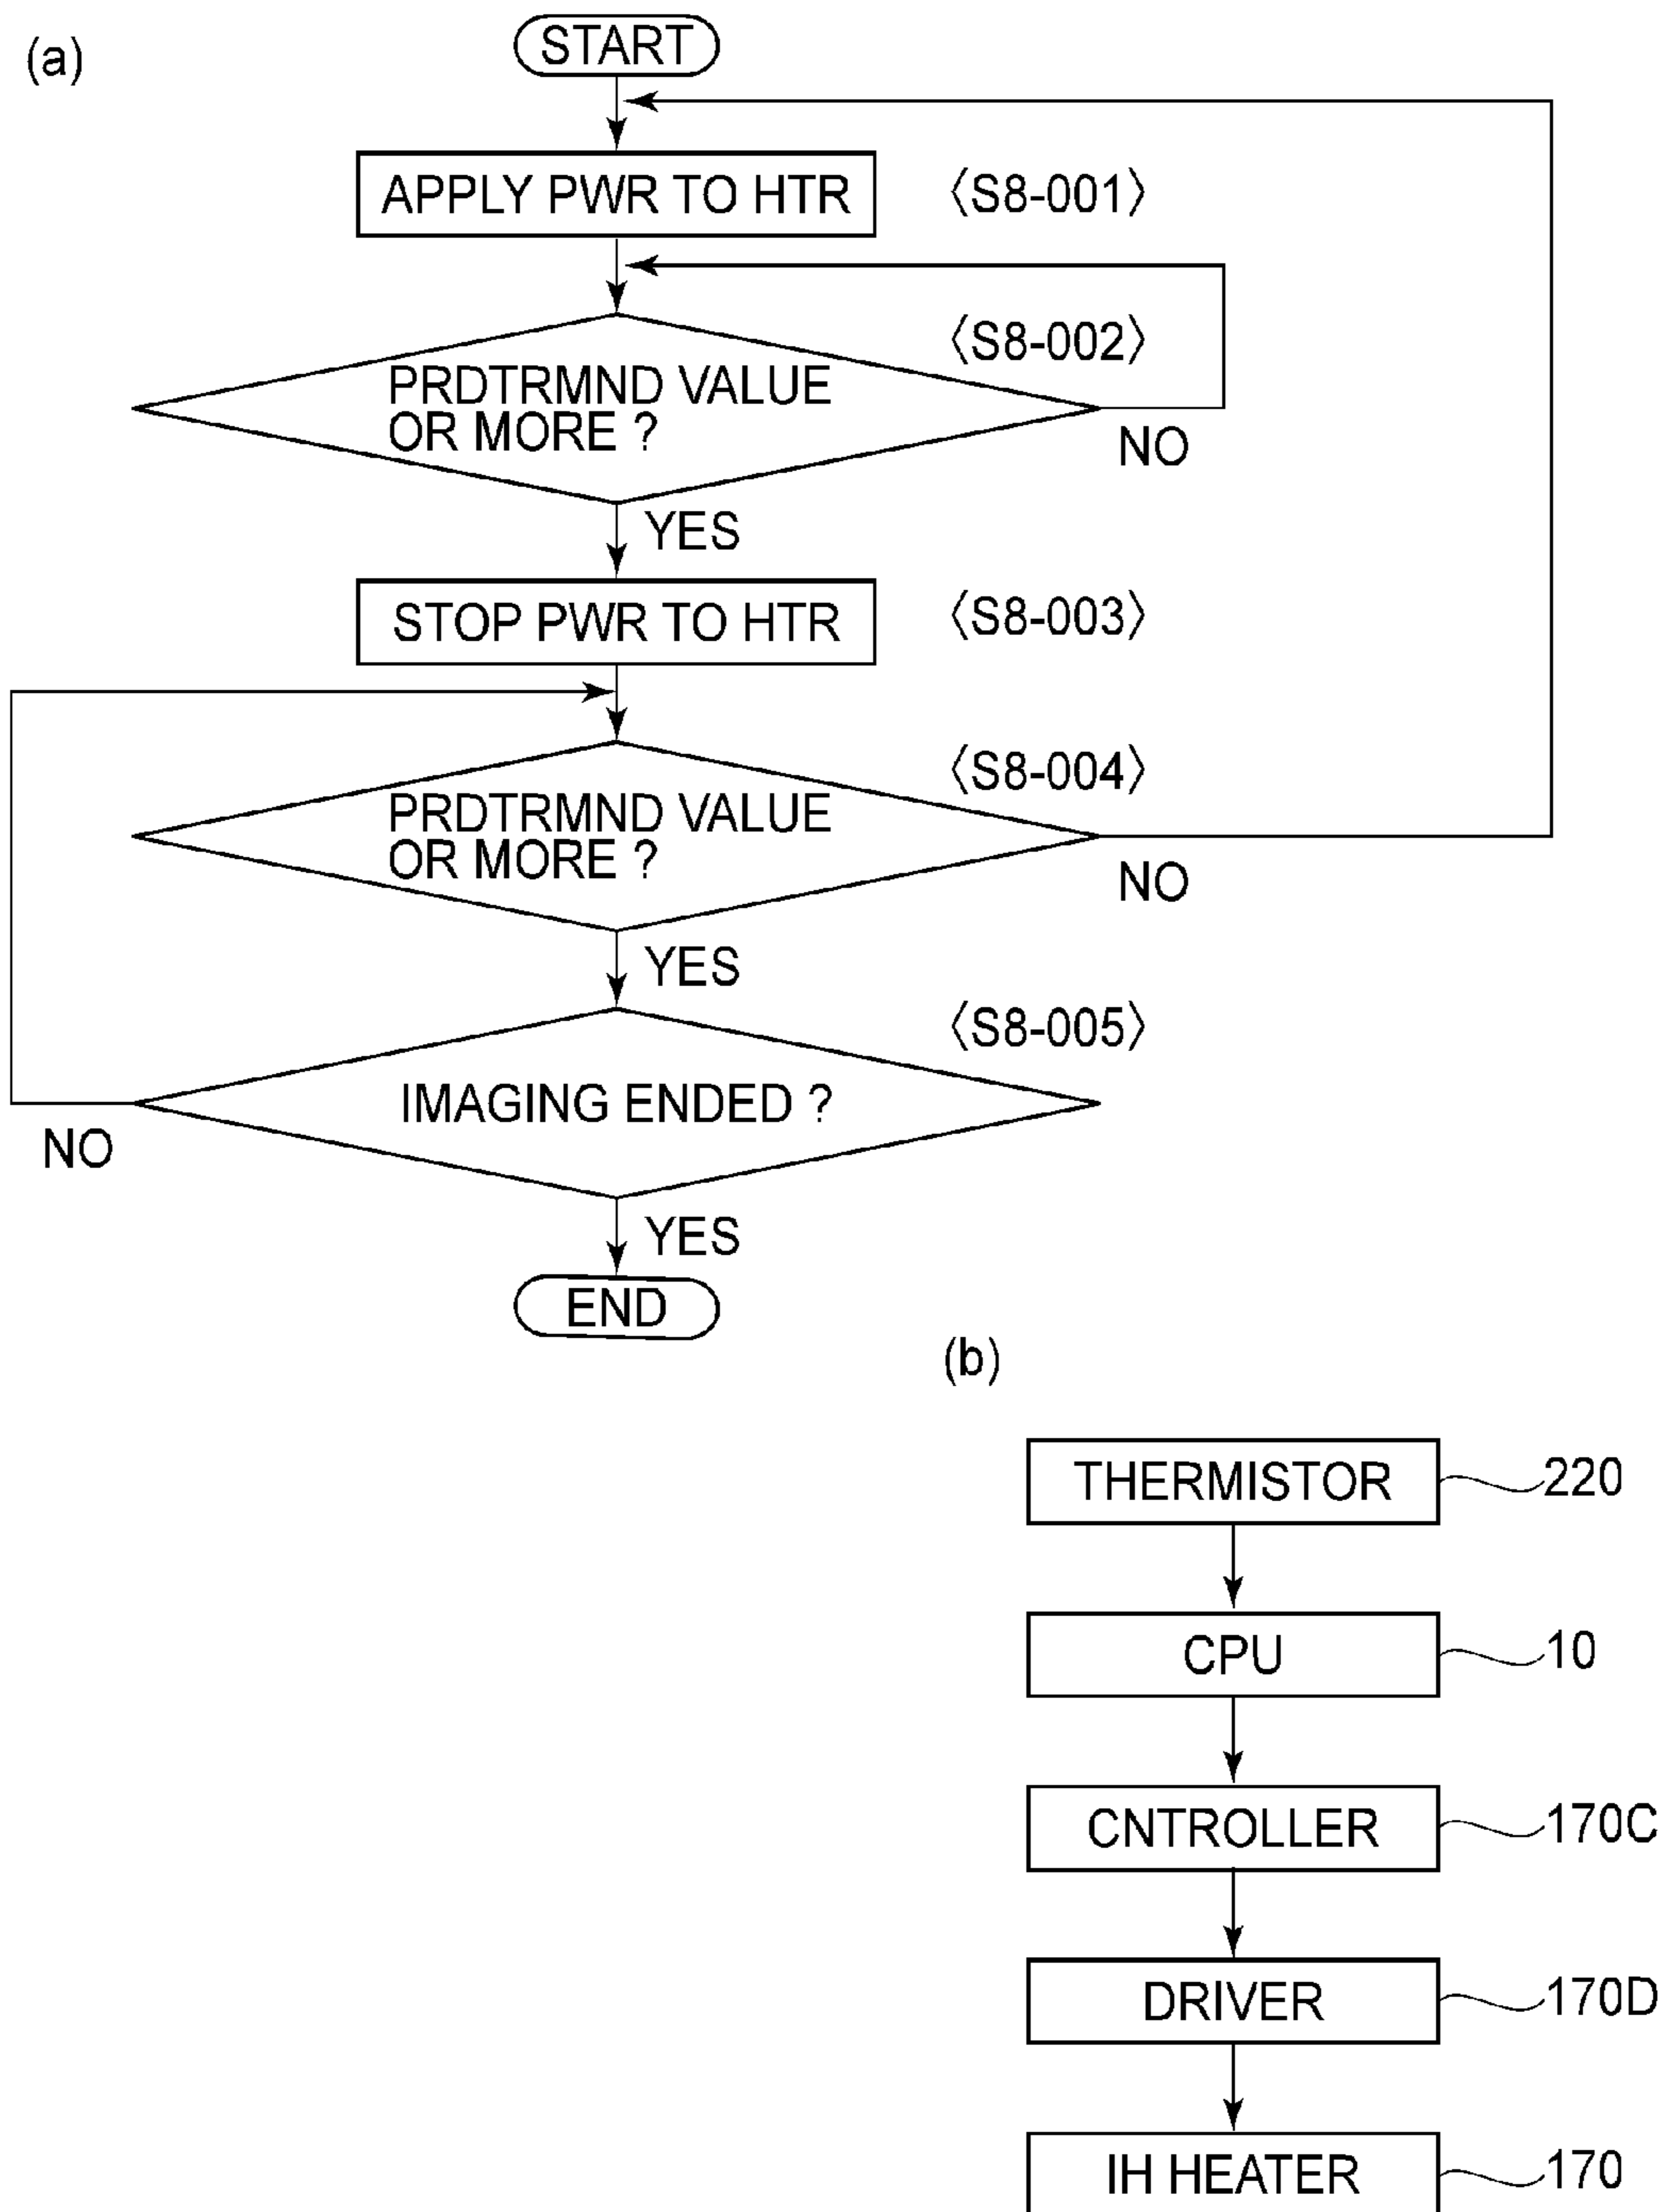 (a)
START
APPLY PWR TO HTR
〈S8-001〉
〈S8-002〉
PRDTRMND VALUE
OR MORE ?
NO
YES
STOP PWR TO HTR
〈S8-003〉
〈S8-004〉
PRDTRMND VALUE
OR MORE ?
NO
YES
〈S8-005〉
IMAGING ENDED ?
NO
YES
END
(b)
THERMISTOR
220
CPU
10
CNTROLLER
170C
DRIVER
170D
IH HEATER
170